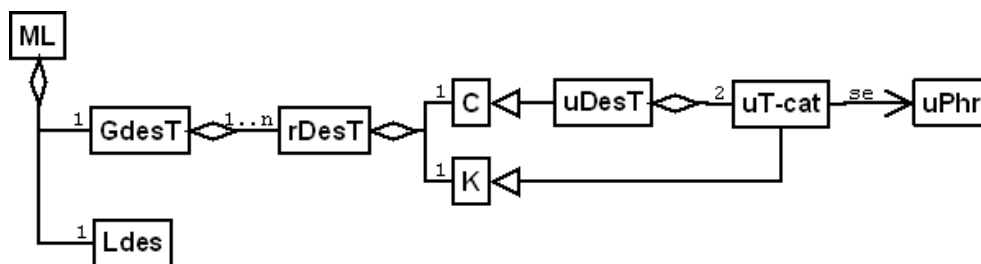 ML
1 GdesT 1..n rDesT 1 C uDesT 2 uT-cat se uPhr
1 K
1 Ldes